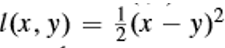 l(x, y) = ½(x − y)²